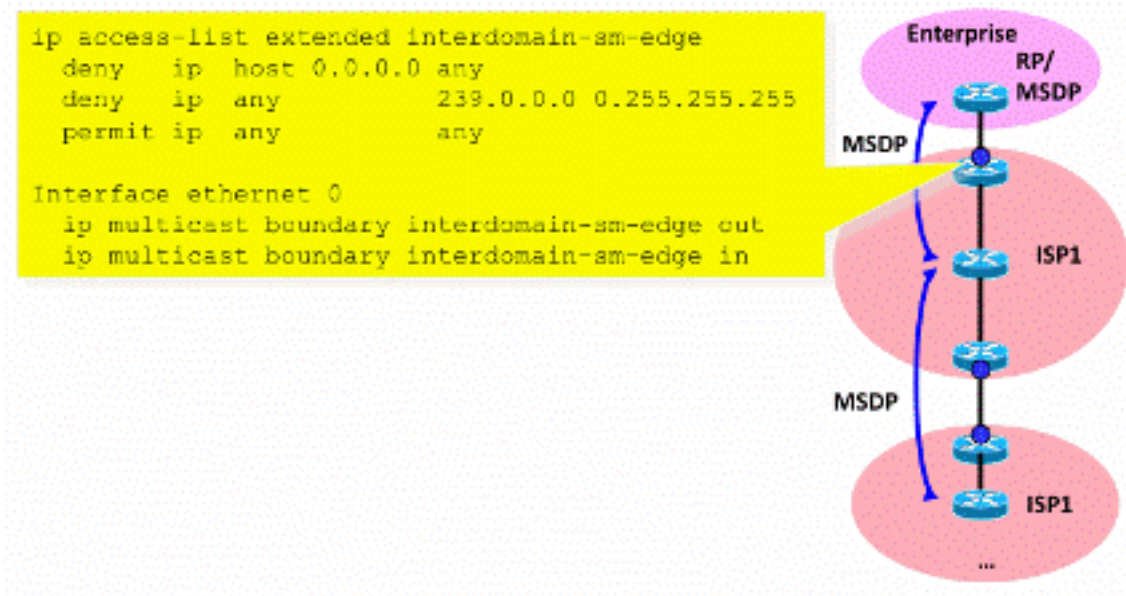 ip access-list extended interdomain-sm-edge
deny ip host 0.0.0.0 any
deny ip any 239.0.0.0 0.255.255.255
permit ip any any
Interface ethernet 0
ip multicast boundary interdomain-sm-edge out
ip multicast boundary interdomain-sm-edge in
Enterprise
RP/
MSDP
MSDP
ISP1
MSDP
ISP1
...